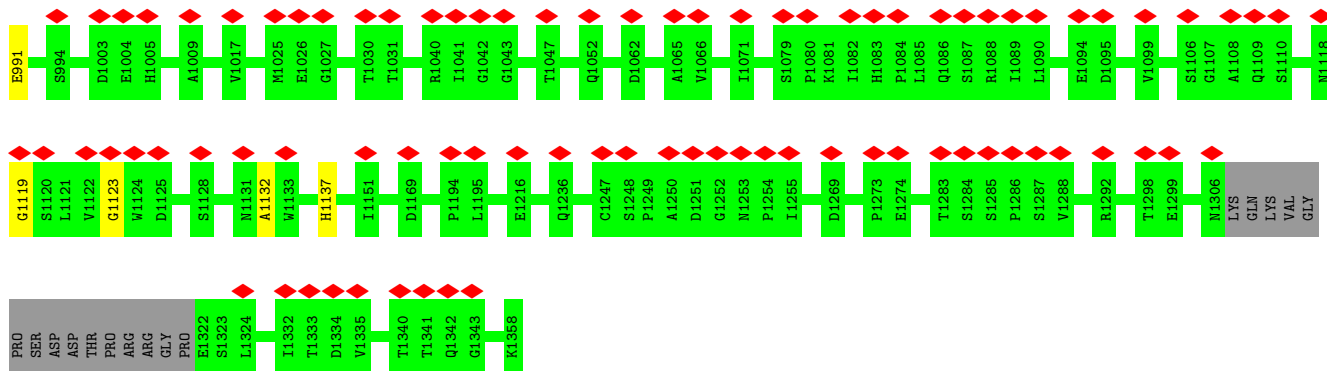 E991 S994 D1003 E1004 H1005 A1009 V1017 M1025 E1026 G1027 T1030 T1031 R1040 I1041 G1042 G1043 T1047 Q1052 D1062 A1065 V1066 I1071 S1079 P1080 K1081 I1082 H1083 P1084 L1085 Q1086 S1087 R1088 I1089 L1090 E1094 D1095 V1099 S1106 G1107 A1108 Q1109 S1110 N1118
G1119 S1120 L1121 V1122 G1123 W1124 D1125 S1128 N1131 A1132 W1133 H1137 I1151 D1169 P1194 L1195 E1216 Q1236 C1247 S1248 P1249 A1250 D1251 G1252 N1253 P1254 I1255 D1269 P1273 E1274 T1283 S1284 S1285 P1286 S1287 V1288 R1292 T1298 E1299 N1306 LYS GLN LYS VAL GLY
PRO SER ASP ASP THR PRO ARG ARG GLY PRO E1322 S1323 L1324 I1332 T1333 D1334 V1335 T1340 T1341 Q1342 G1343 K1358